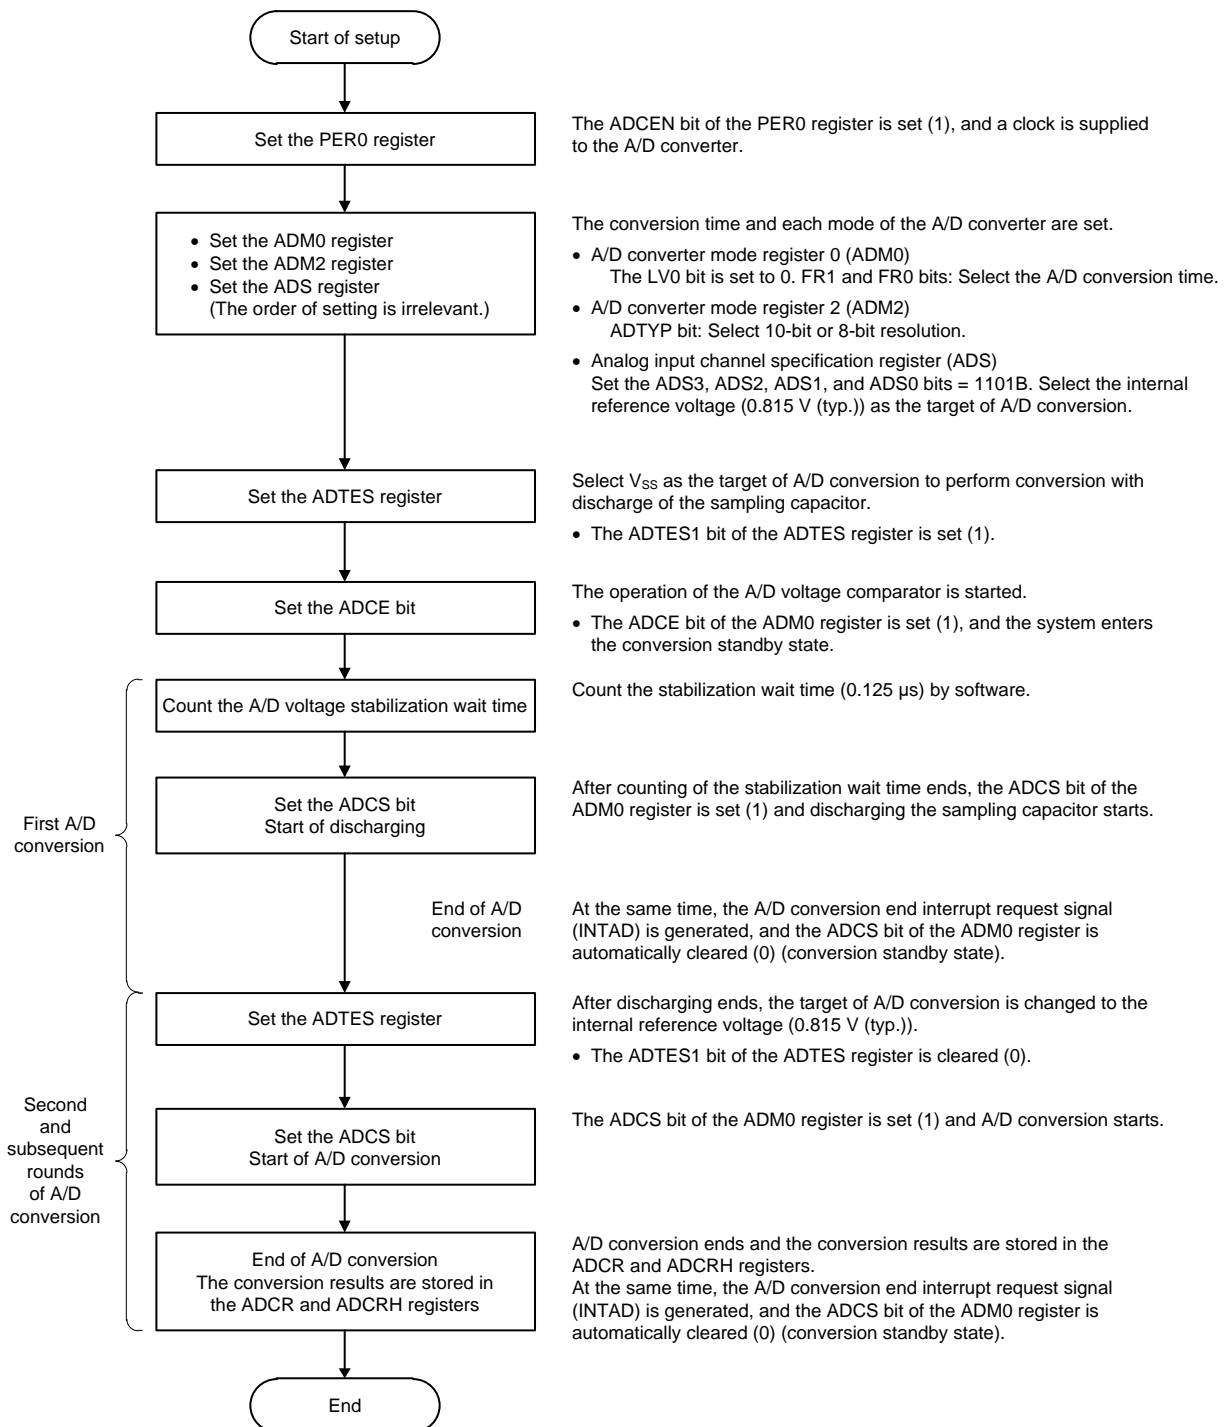 Start of setup
Set the PER0 register
The ADCEN bit of the PER0 register is set (1), and a clock is supplied
to the A/D converter.
• Set the ADM0 register
• Set the ADM2 register
• Set the ADS register
(The order of setting is irrelevant.)
The conversion time and each mode of the A/D converter are set.
• A/D converter mode register 0 (ADM0)
The LV0 bit is set to 0. FR1 and FR0 bits: Select the A/D conversion time.
• A/D converter mode register 2 (ADM2)
ADTYP bit: Select 10-bit or 8-bit resolution.
• Analog input channel specification register (ADS)
Set the ADS3, ADS2, ADS1, and ADS0 bits = 1101B. Select the internal
reference voltage (0.815 V (typ.)) as the target of A/D conversion.
Set the ADTES register
Select VSS as the target of A/D conversion to perform conversion with
discharge of the sampling capacitor.
• The ADTES1 bit of the ADTES register is set (1).
Set the ADCE bit
The operation of the A/D voltage comparator is started.
• The ADCE bit of the ADM0 register is set (1), and the system enters
the conversion standby state.
First A/D
conversion
Count the A/D voltage stabilization wait time
Count the stabilization wait time (0.125 µs) by software.
Set the ADCS bit
Start of discharging
After counting of the stabilization wait time ends, the ADCS bit of the
ADM0 register is set (1) and discharging the sampling capacitor starts.
End of A/D
conversion
At the same time, the A/D conversion end interrupt request signal
(INTAD) is generated, and the ADCS bit of the ADM0 register is
automatically cleared (0) (conversion standby state).
Second
and
subsequent
rounds
of A/D
conversion
Set the ADTES register
After discharging ends, the target of A/D conversion is changed to the
internal reference voltage (0.815 V (typ.)).
• The ADTES1 bit of the ADTES register is cleared (0).
Set the ADCS bit
Start of A/D conversion
The ADCS bit of the ADM0 register is set (1) and A/D conversion starts.
End of A/D conversion
The conversion results are stored in
the ADCR and ADCRH registers
A/D conversion ends and the conversion results are stored in the
ADCR and ADCRH registers.
At the same time, the A/D conversion end interrupt request signal
(INTAD) is generated, and the ADCS bit of the ADM0 register is
automatically cleared (0) (conversion standby state).
End